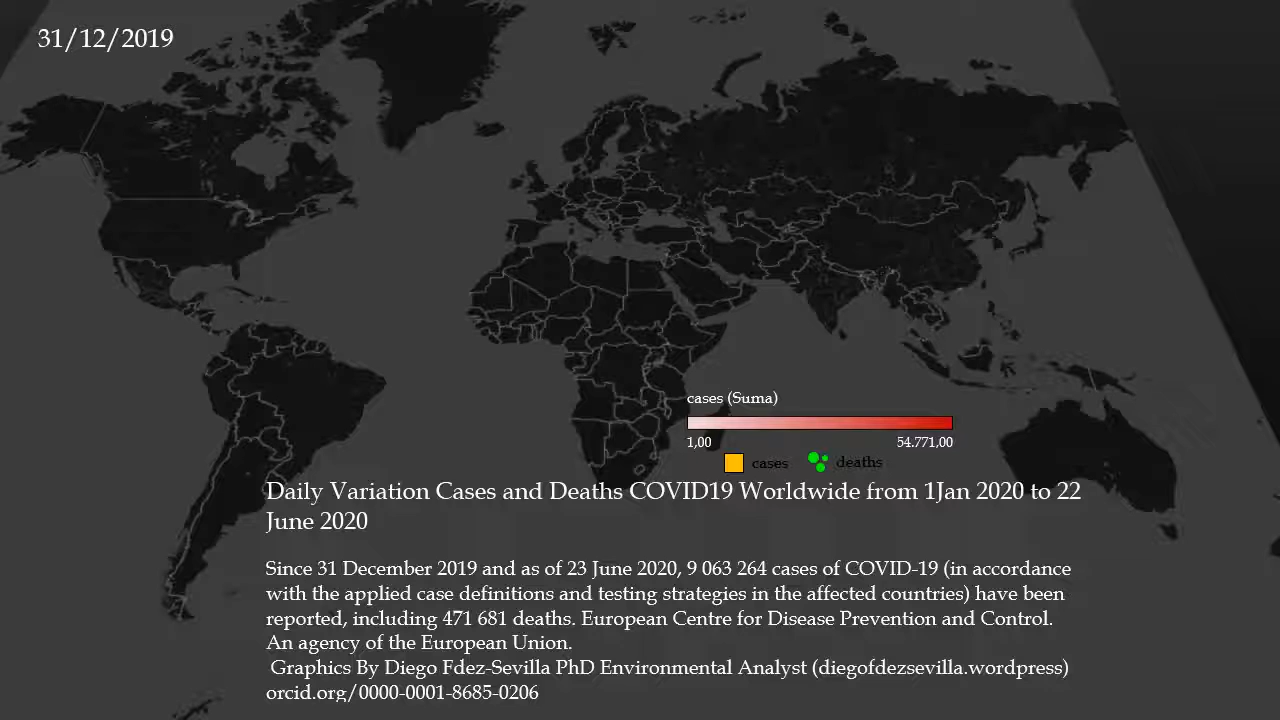 31/12/2019
cases (Suma)
1,00 54.771,00
cases deaths
Daily Variation Cases and Deaths COVID19 Worldwide from 1Jan 2020 to 22
June 2020
Since 31 December 2019 and as of 23 June 2020, 9 063 264 cases of COVID-19 (in accordance
with the applied case definitions and testing strategies in the affected countries) have been
reported, including 471 681 deaths. European Centre for Disease Prevention and Control.
An agency of the European Union.
Graphics By Diego Fdez-Sevilla PhD Environmental Analyst (diegofdezsevilla.wordpress)
orcid.org/0000-0001-8685-0206